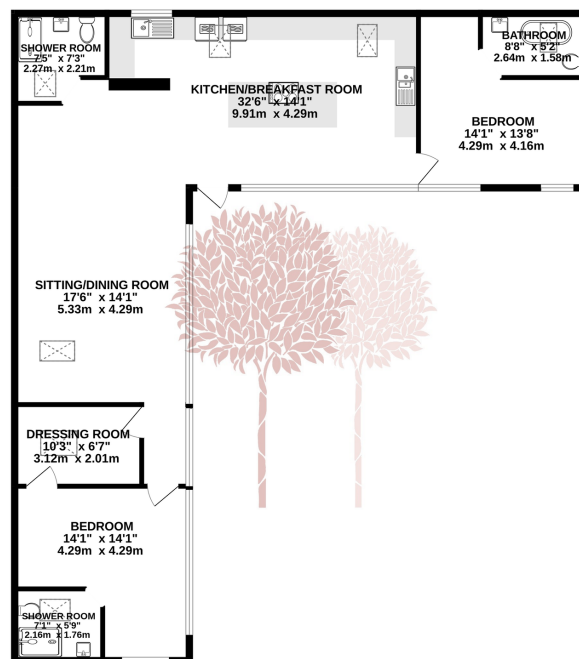 SHOWER ROOM
7'5" x 7'3"
2.27m x 2.21m
KITCHEN/BREAKFAST ROOM
32'6" x 14'1"
9.91m x 4.29m
BATHROOM
8'8" x 5'2"
2.64m x 1.58m
BEDROOM
14'1" x 13'8"
4.29m x 4.16m
SITTING/DINING ROOM
17'6" x 14'1"
5.33m x 4.29m
DRESSING ROOM
10'3" x 6'7"
3.12m x 2.01m
BEDROOM
14'1" x 14'1"
4.29m x 4.29m
SHOWER ROOM
7'1" x 5'9"
2.16m x 1.76m